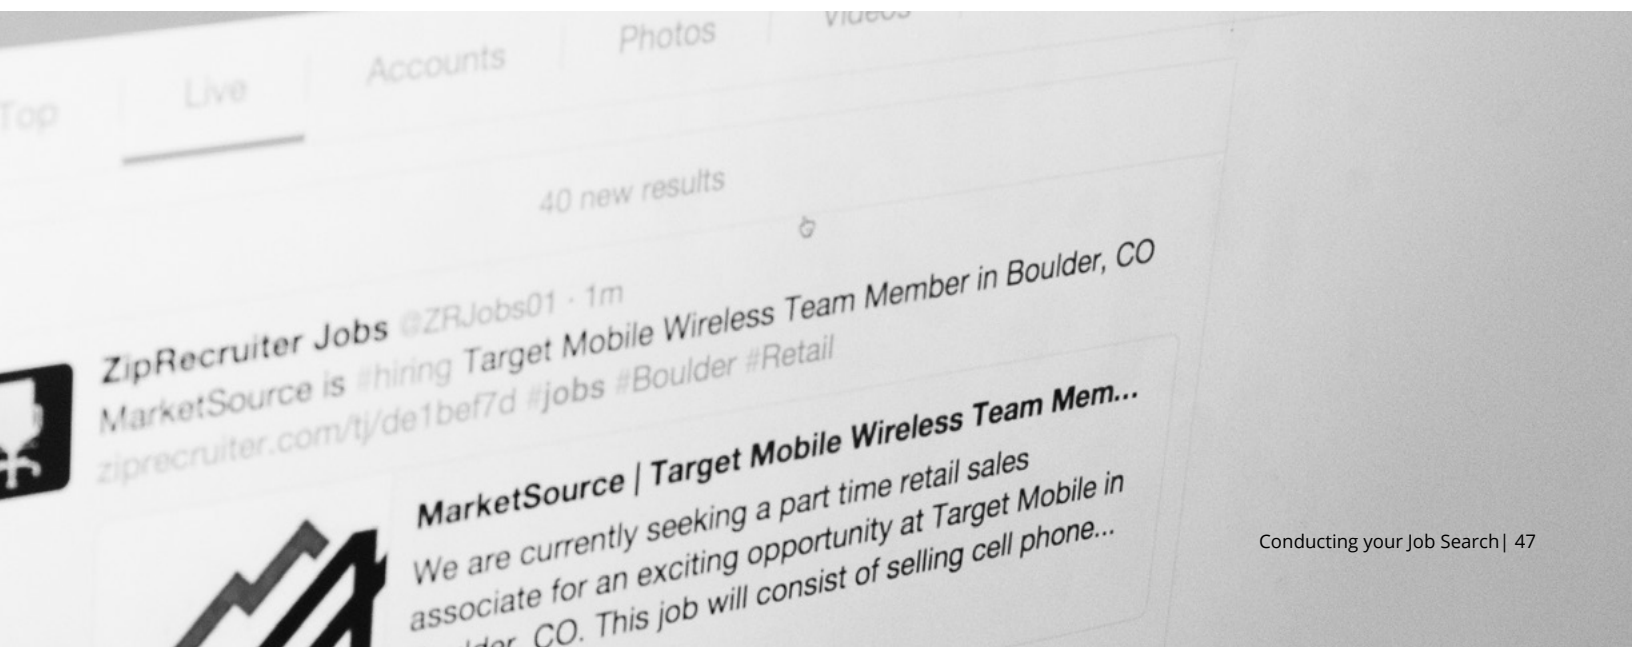 Top Live Accounts Photos Videos
40 new results
ZipRecruiter Jobs @ZRJobs01 · 1m
MarketSource is #hiring Target Mobile Wireless Team Member in Boulder, CO
ziprecruiter.com/tj/de1bef7d #jobs #Boulder #Retail
MarketSource | Target Mobile Wireless Team Mem...
We are currently seeking a part time retail sales
associate for an exciting opportunity at Target Mobile in
CO. This job will consist of selling cell phone...
Conducting your Job Search| 47